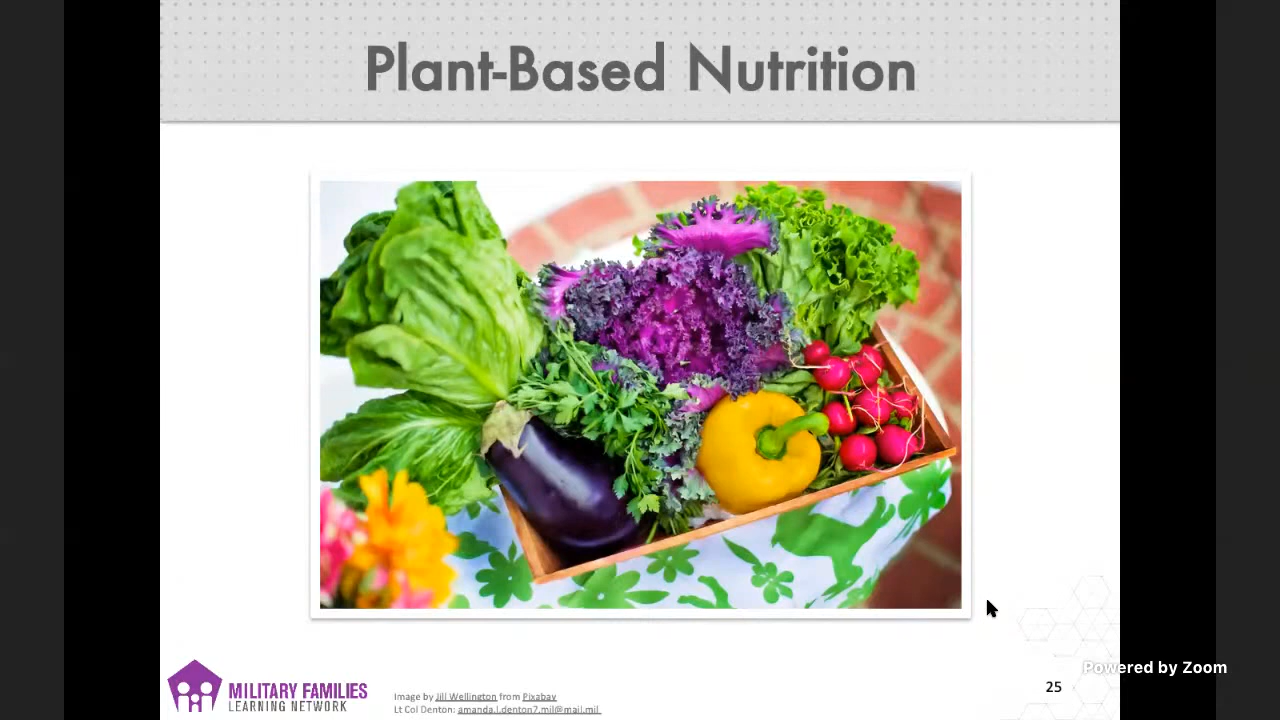 Plant-Based Nutrition
MILITARY FAMILIES
LEARNING NETWORK
Image by Jill Wellington from Pixabay
Lt Col Denton: amanda.l.denton7.mil@mail.mil
25
Powered by Zoom